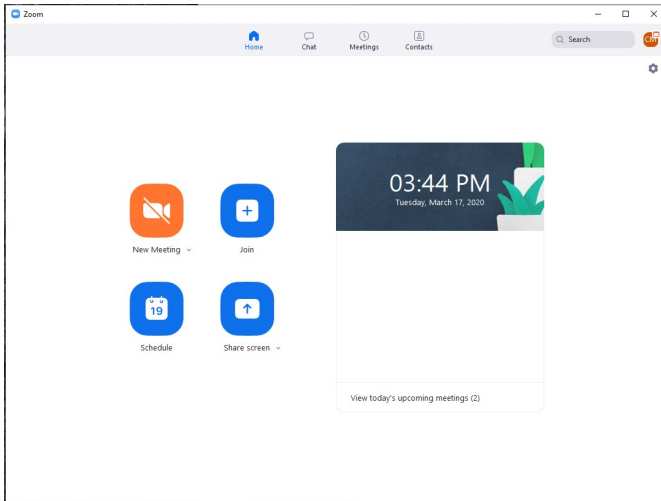 Zoom
Home
Chat
Meetings
Contacts
Search
CM
03:44 PM
Tuesday, March 17, 2020
New Meeting
Join
19
Schedule
Share screen
View today's upcoming meetings (2)